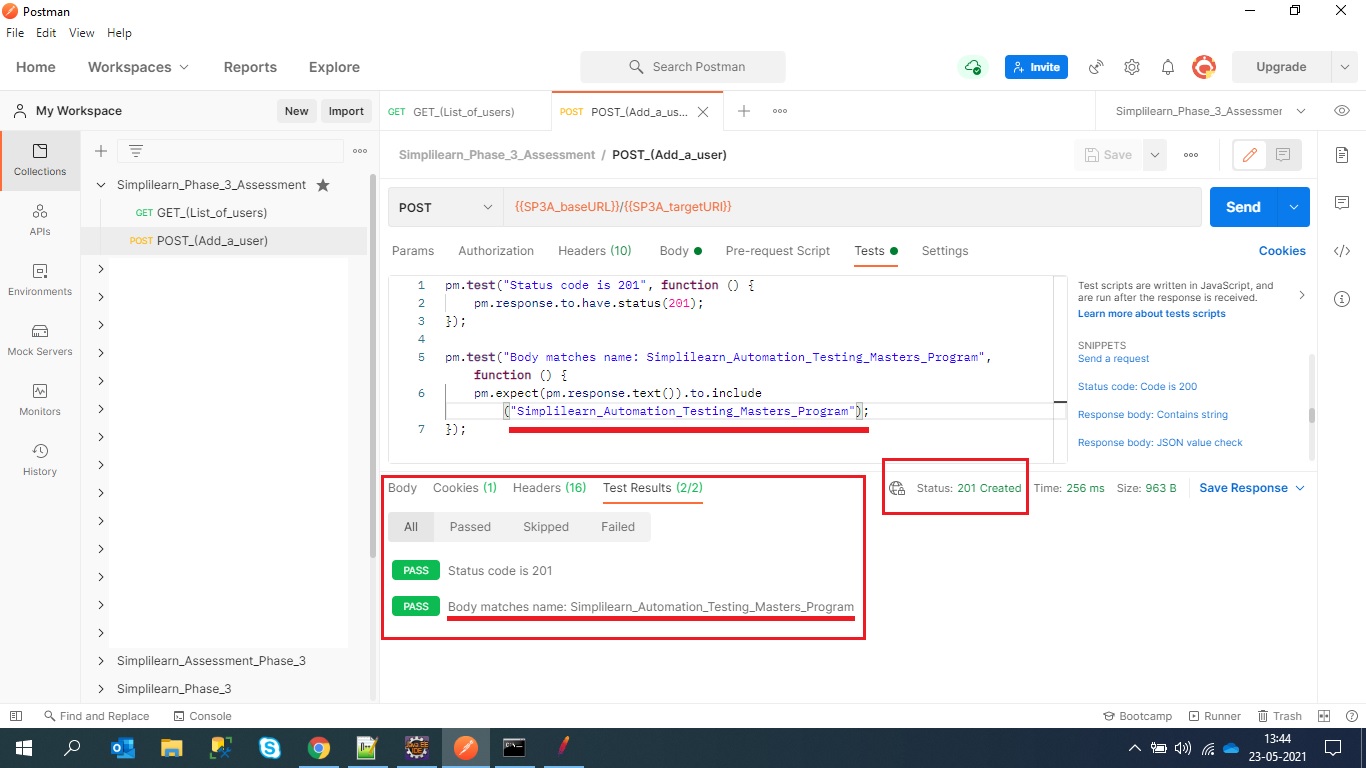 Postman
File Edit View Help
Home Workspaces Reports Explore Search Postman Invite Upgrade
My Workspace New Import
GET GET_(List_of_users) POST POST_(Add_a_us... Simplilearn_Phase_3_Assessmer
Collections
APIs
Environments
Mock Servers
Monitors
History
Simplilearn_Phase_3_Assessment
GET GET_(List_of_users)
POST POST_(Add_a_user)
Simplilearn_Assessment_Phase_3
Simplilearn_Phase_3
Simplilearn_Phase_3_Assessment / POST_(Add_a_user) Save
POST {{SP3A_baseURL}}/{{SP3A_targetURI}} Send
Params Authorization Headers (10) Body Pre-request Script Tests Settings Cookies
1 pm.test("Status code is 201", function () {
2 pm.response.to.have.status(201);
3 });
4
5 pm.test("Body matches name: Simplilearn_Automation_Testing_Masters_Program",
function () {
6 pm.expect(pm.response.text()).to.include
("Simplilearn_Automation_Testing_Masters_Program");
7 });
Test scripts are written in JavaScript, and
are run after the response is received.
Learn more about tests scripts
SNIPPETS
Send a request
Status code: Code is 200
Response body: Contains string
Response body: JSON value check
Body Cookies (1) Headers (16) Test Results (2/2) Status: 201 Created Time: 256 ms Size: 963 B Save Response
All Passed Skipped Failed
PASS Status code is 201
PASS Body matches name: Simplilearn_Automation_Testing_Masters_Program
Find and Replace Console Bootcamp Runner Trash
13:44
23-05-2021